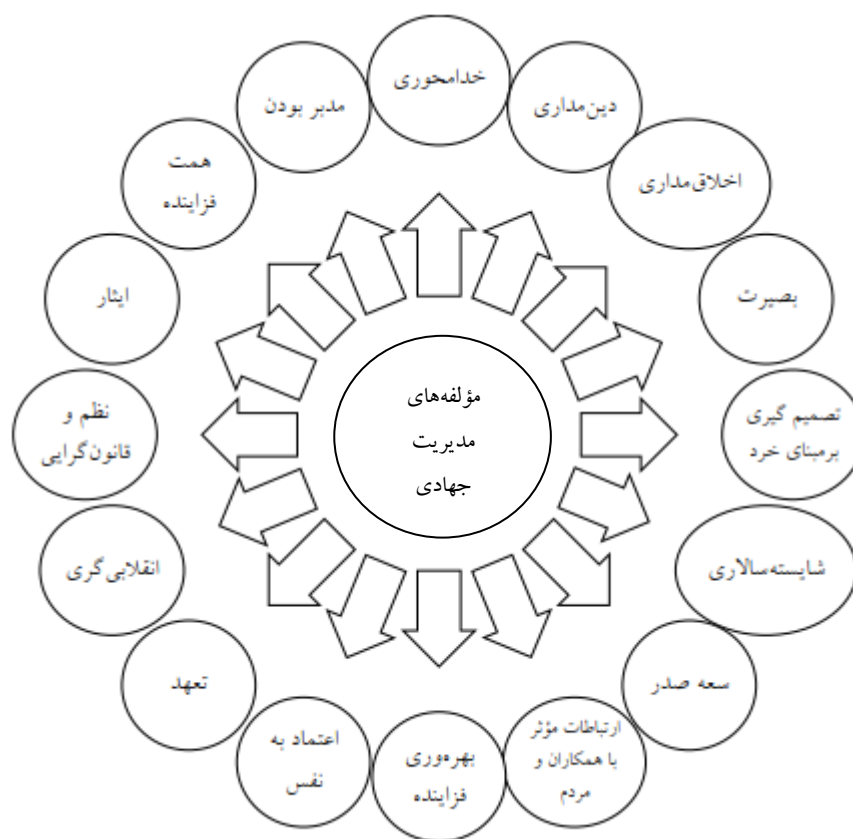 خدامحوری
دین‌مداری
اخلاق‌مداری
بصیرت
تصمیم گیری
برمبنای خرد
شایسته‌سالاری
سعه صدر
ارتباطات مؤثر
با همکاران و
مردم
بهره‌وری
فزاینده
اعتماد به
نفس
تعهد
انقلابی‌گری
نظم و
قانون‌گرایی
ایثار
همت
فزاینده
مدبر بودن
مؤلفه‌های
مدیریت
جهادی